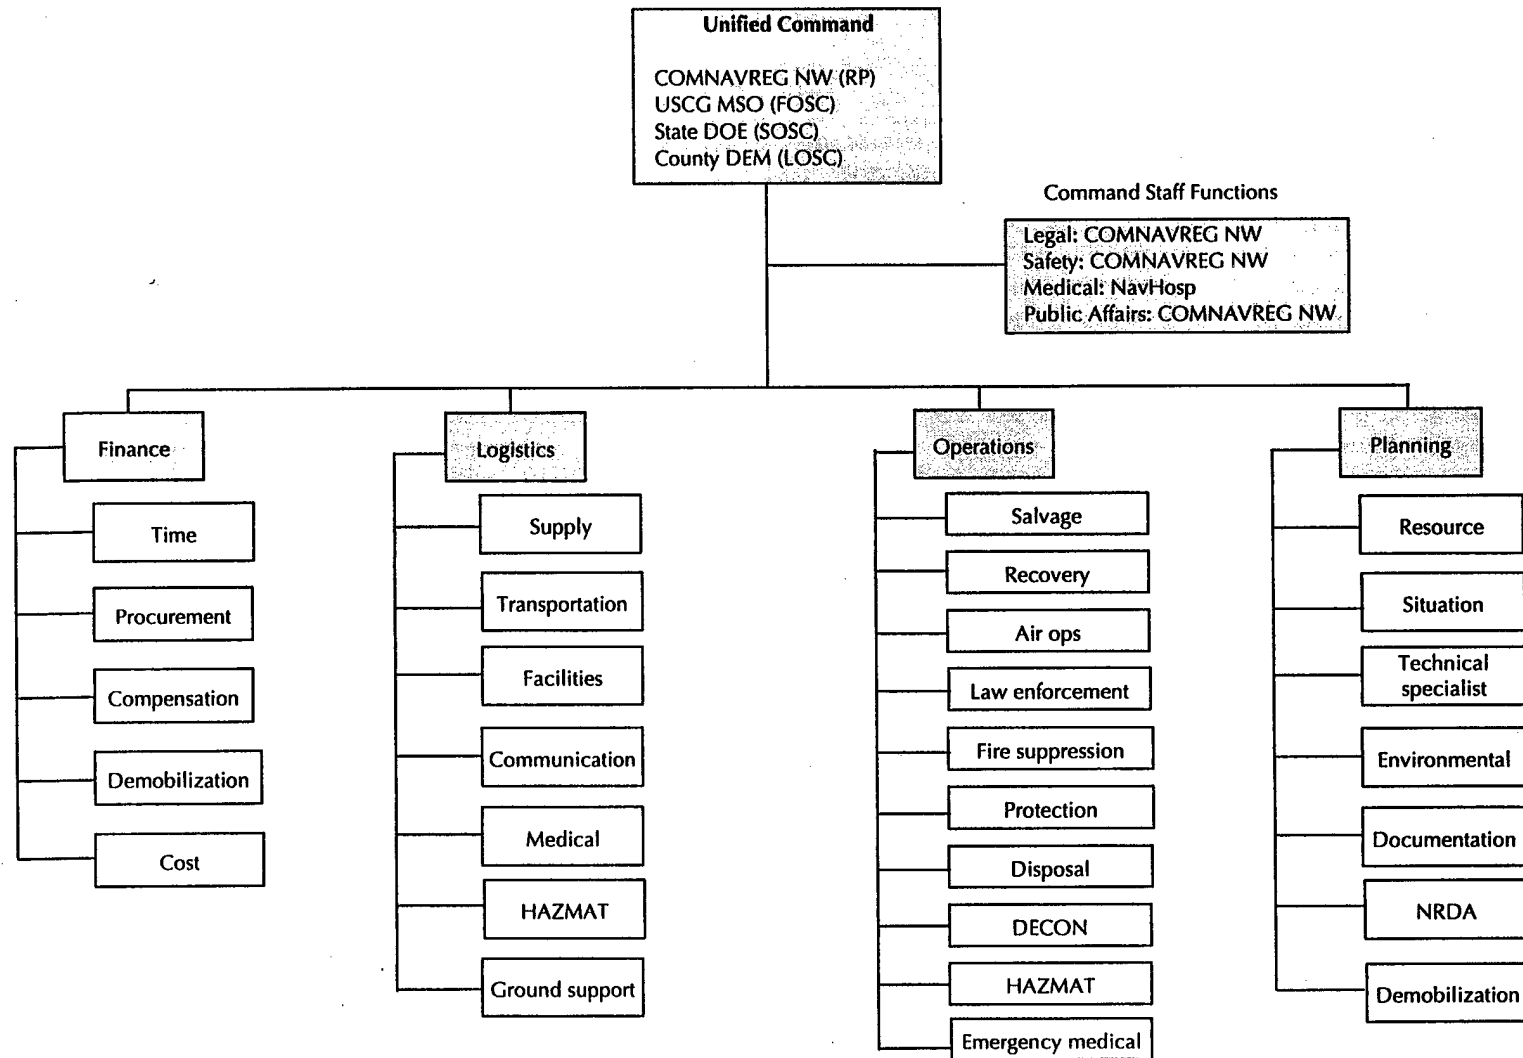 Unified Command
COMNAVREG NW (RP)
USCG MSO (FOSC)
State DOE (SOSC)
County DEM (LOSC)
Command Staff Functions
Legal: COMNAVREG NW
Safety: COMNAVREG NW
Medical: NavHosp
Public Affairs: COMNAVREG NW
Finance
Time
Procurement
Compensation
Demobilization
Cost
Logistics
Supply
Transportation
Facilities
Communication
Medical
HAZMAT
Ground support
Operations
Salvage
Recovery
Air ops
Law enforcement
Fire suppression
Protection
Disposal
DECON
HAZMAT
Emergency medical
Planning
Resource
Situation
Technical
specialist
Environmental
Documentation
NRDA
Demobilization